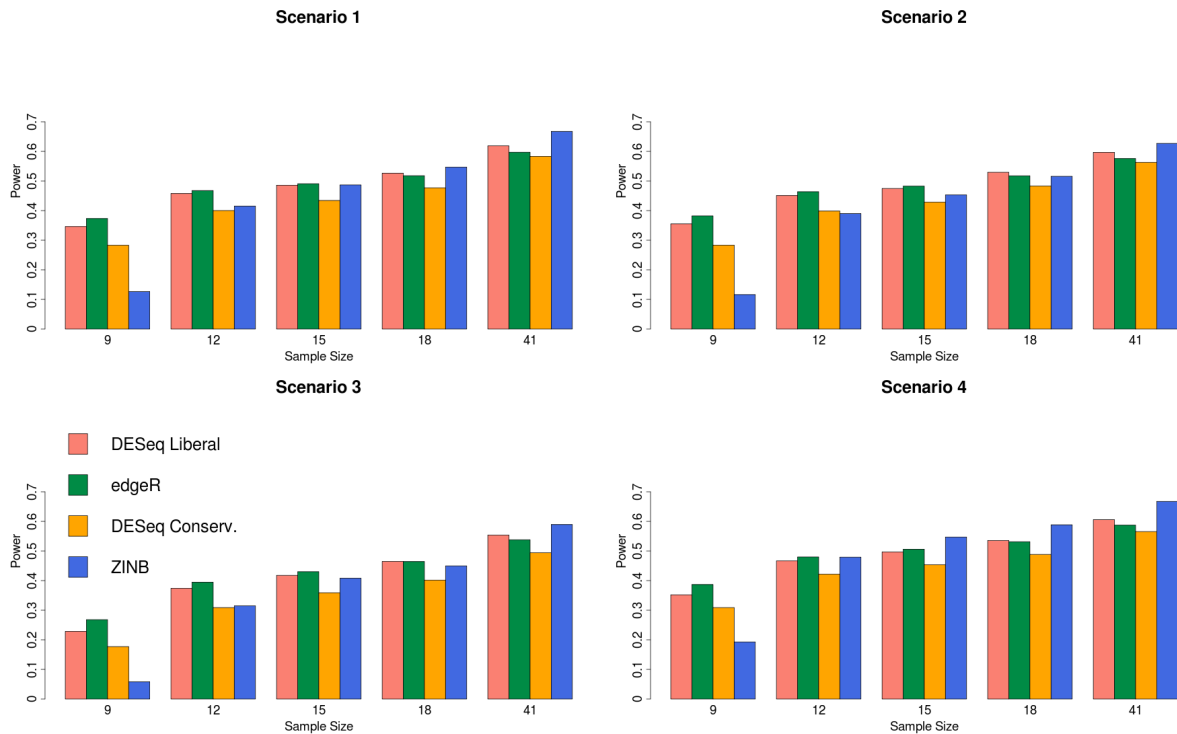 Scenario 1
Power
0.7
0.6
0.5
0.4
0.3
0.2
0.1
0
9 12 15 18 41
Sample Size
Scenario 2
Power
0.7
0.6
0.5
0.4
0.3
0.2
0.1
0
9 12 15 18 41
Sample Size
Scenario 3
DESeq Liberal
edgeR
DESeq Conserv.
ZINB
Power
0.7
0.6
0.5
0.4
0.3
0.2
0.1
0
9 12 15 18 41
Sample Size
Scenario 4
Power
0.7
0.6
0.5
0.4
0.3
0.2
0.1
0
9 12 15 18 41
Sample Size